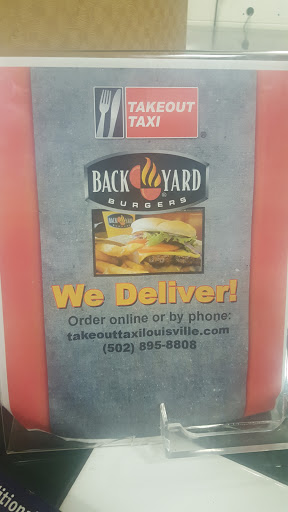 TAKEOUT
TAXI
BACK YARD
BURGERS
We Deliver!
Order online or by phone:
takeouttaxilouisville.com
(502) 895-8808